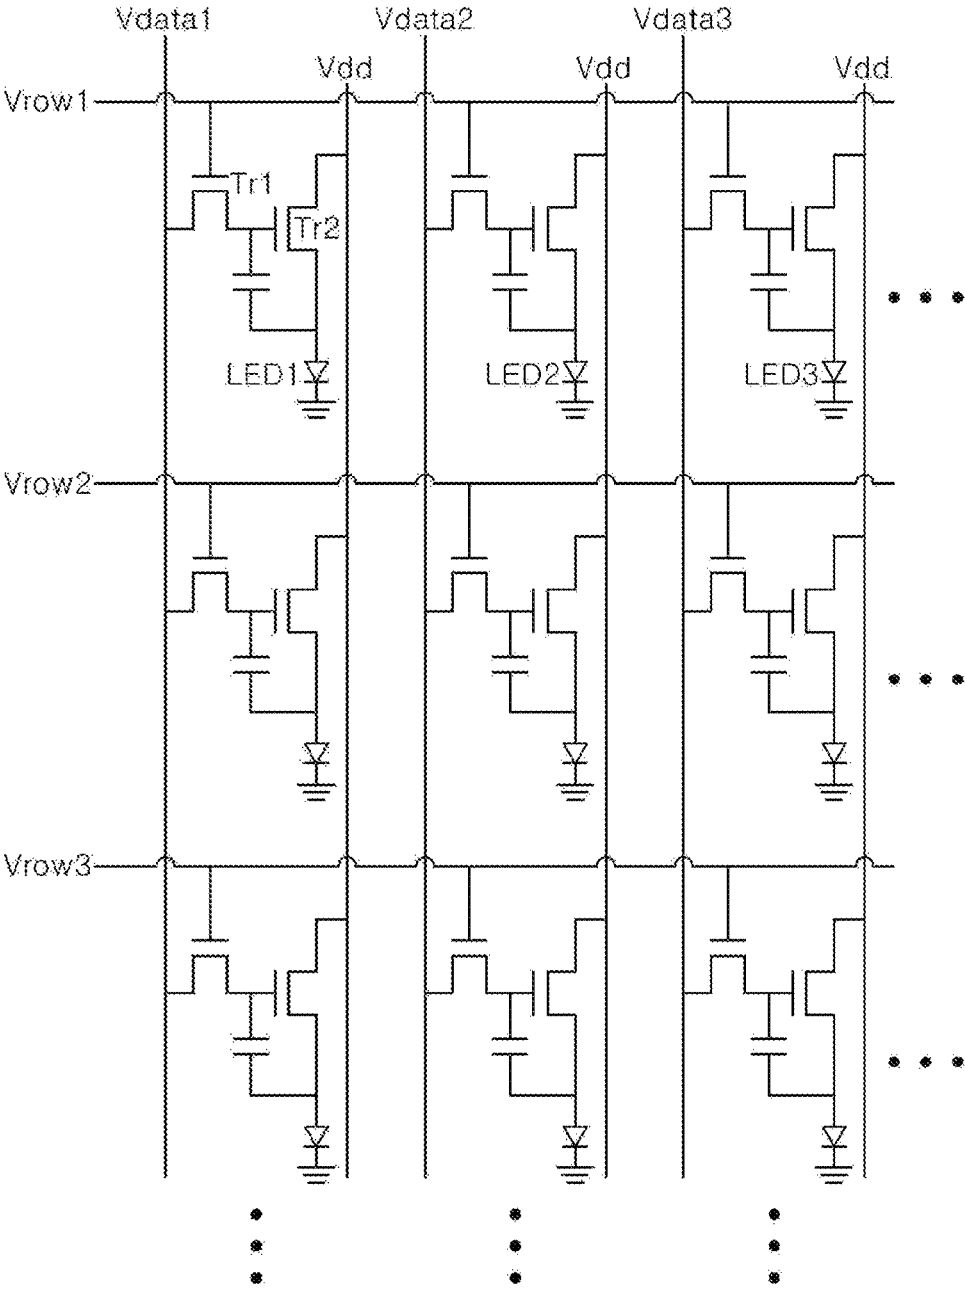 Vdata1 Vdata2 Vdata3
Vdd Vdd Vdd
Vrow1
Tr1
Tr2
LED1 LED2 LED3
Vrow2
Vrow3